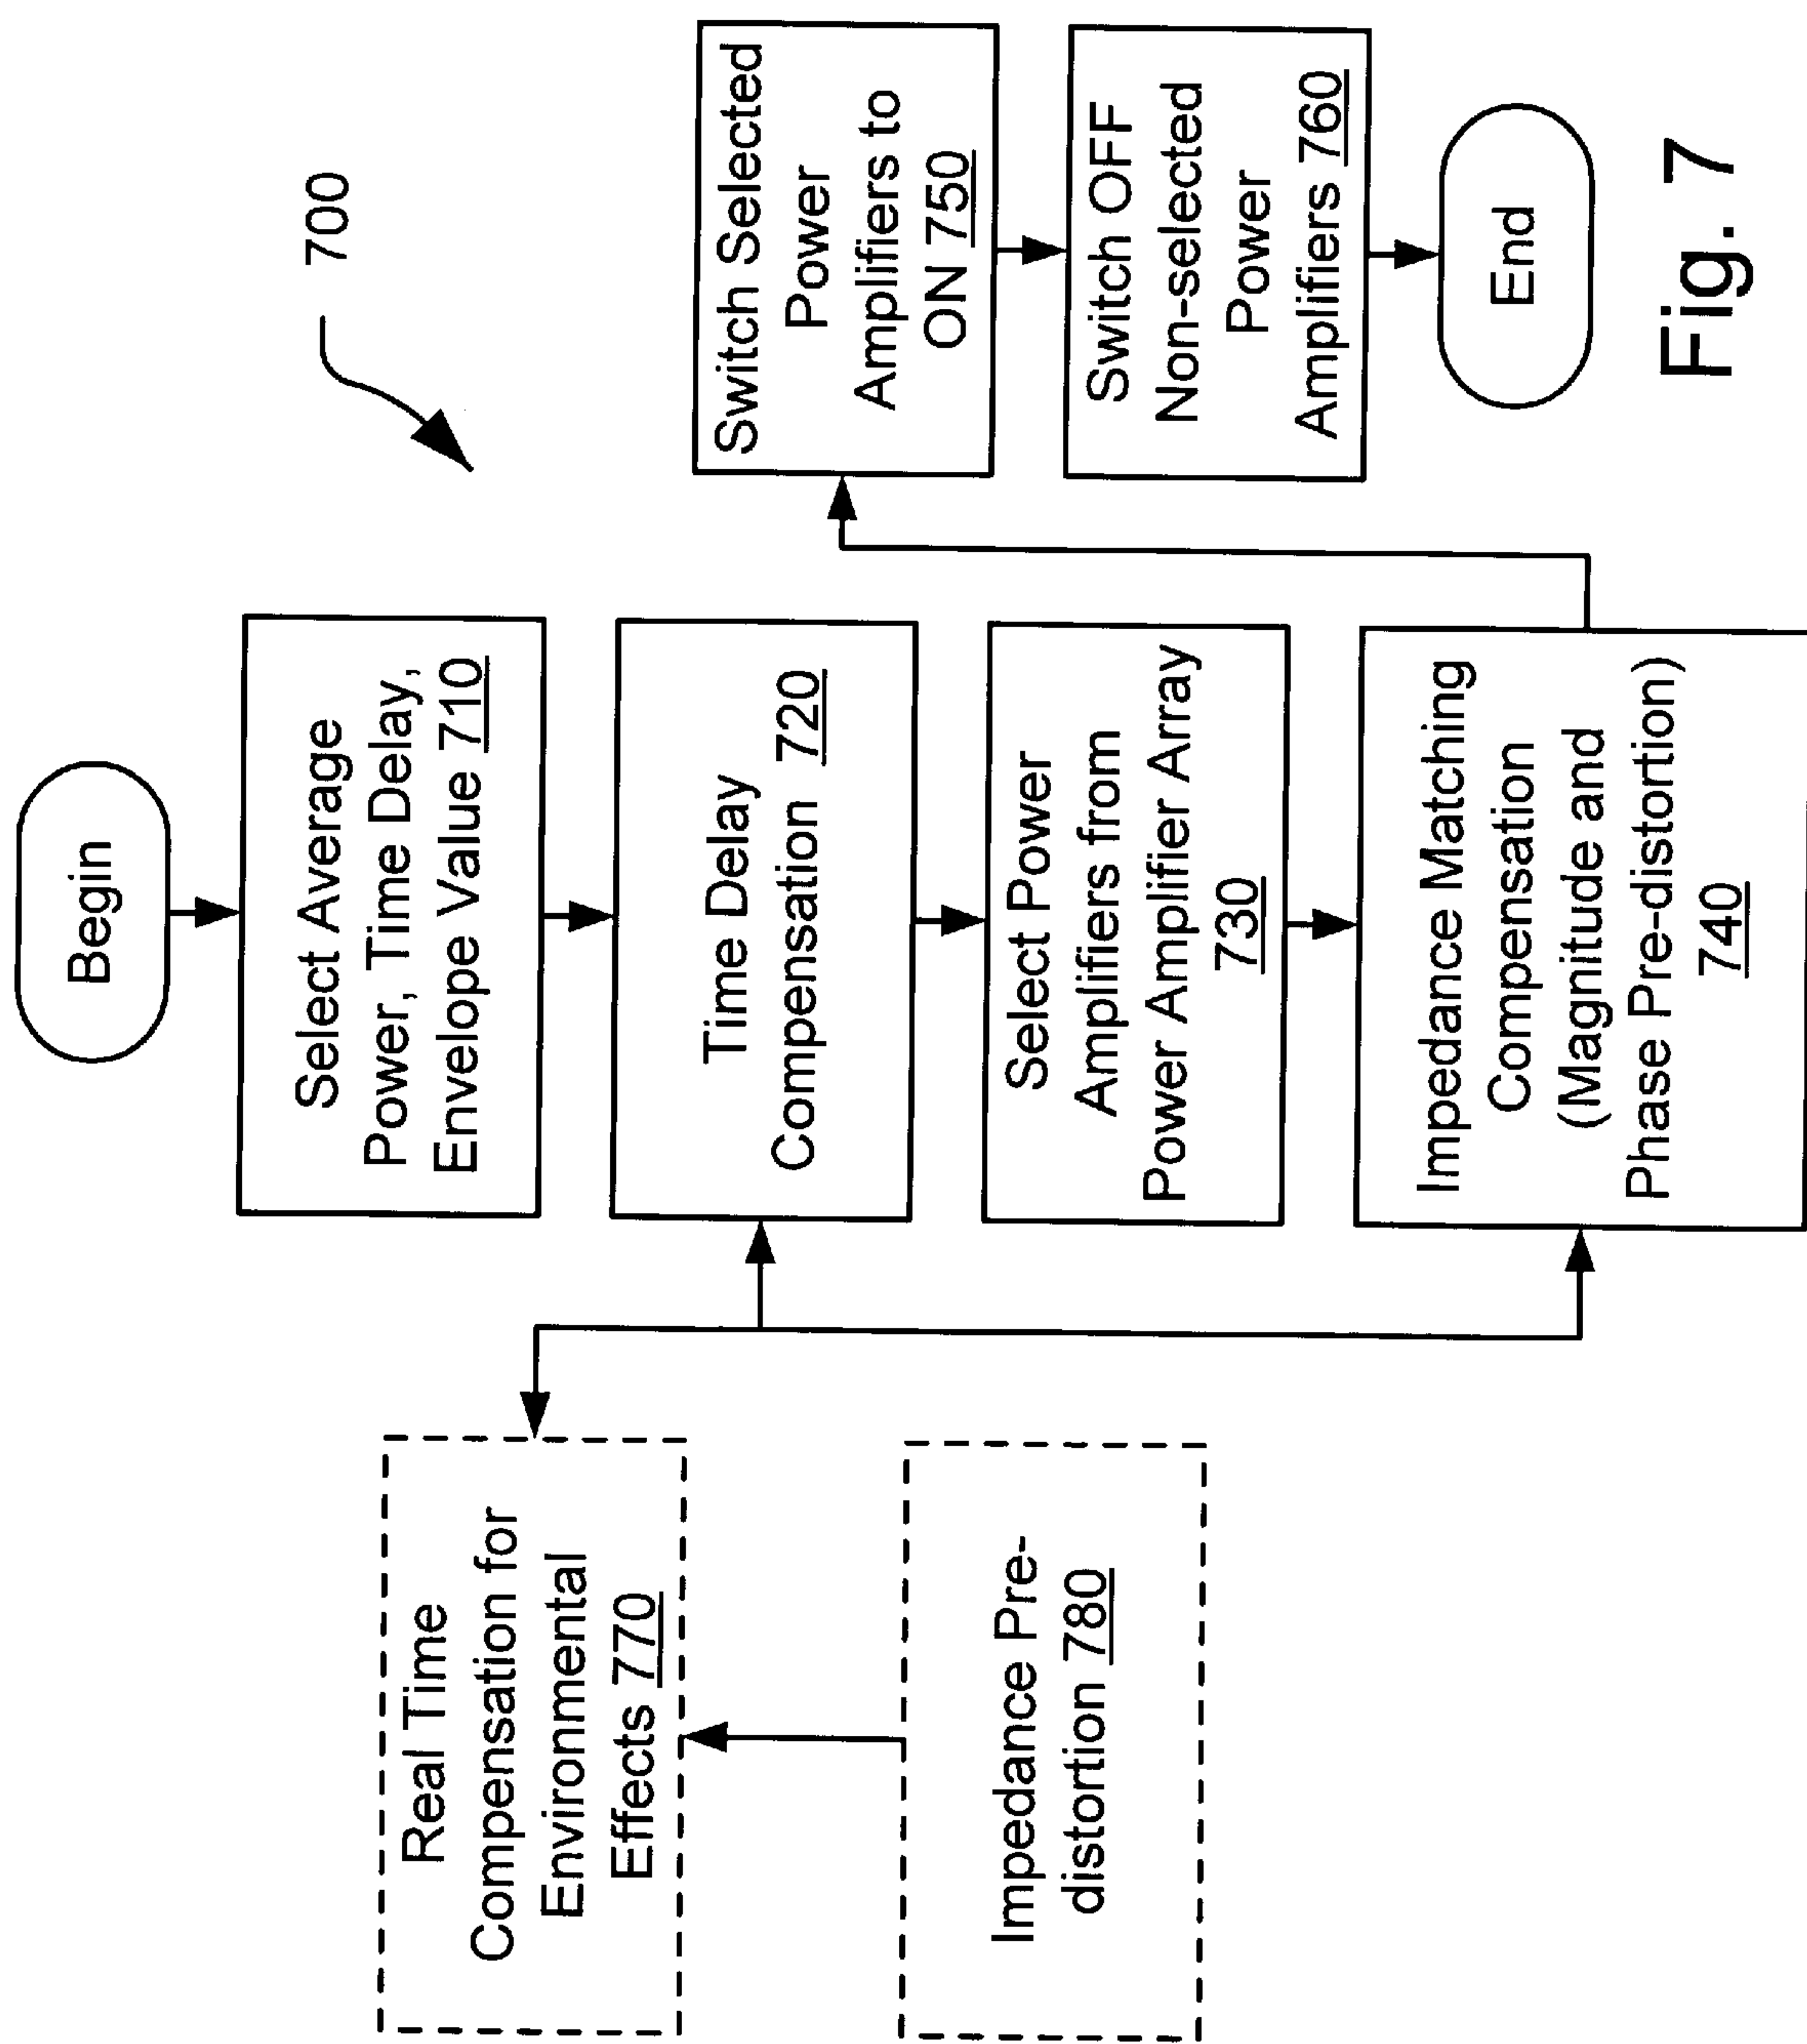 700
Begin
Select Average
Power, Time Delay,
Envelope Value 710
Time Delay
Compensation 720
Select Power
Amplifiers from
Power Amplifier Array
730
Impedance Matching
Compensation
(Magnitude and
Phase Pre-distortion)
740
Switch Selected
Power
Amplifiers to
ON 750
Switch OFF
Non-selected
Power
Amplifiers 760
End
Real Time
Compensation for
Environmental
Effects 770
Impedance Pre-
distortion 780
Fig. 7